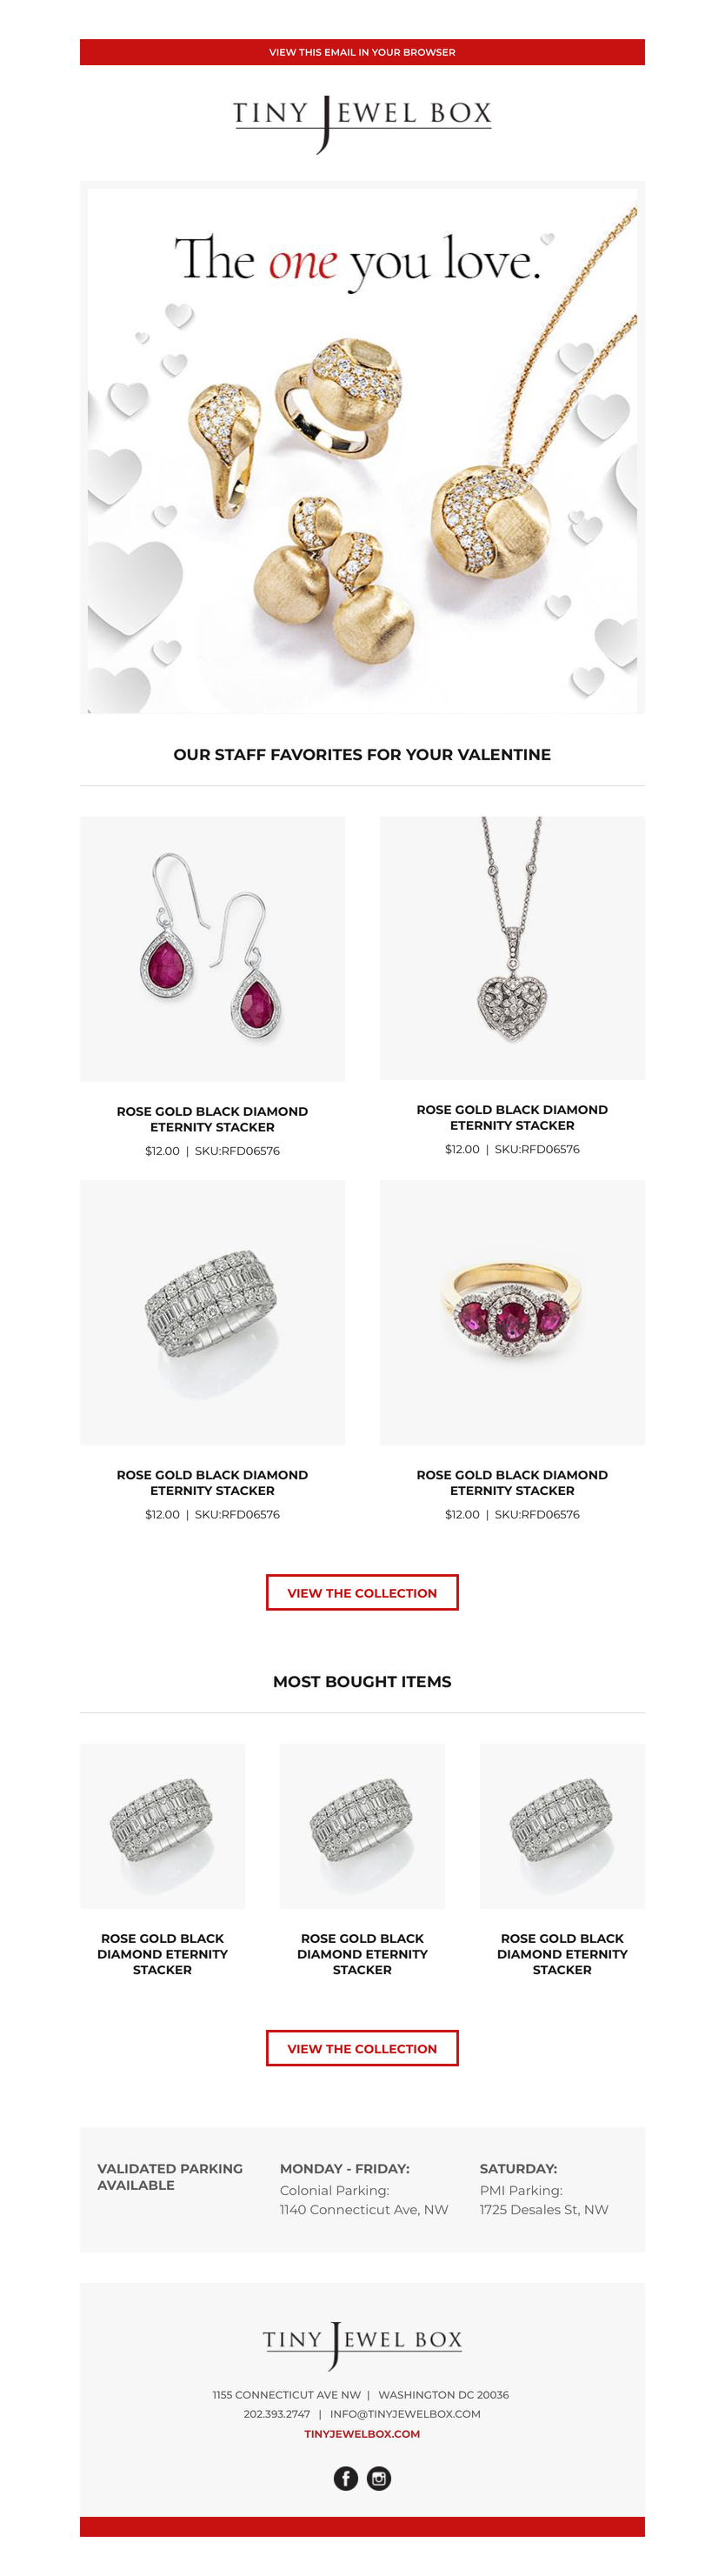 VIEW THIS EMAIL IN YOUR BROWSER
TINY JEWEL BOX
The one you love.
OUR STAFF FAVORITES FOR YOUR VALENTINE
ROSE GOLD BLACK DIAMOND
ETERNITY STACKER
$12.00 | SKU:RFD06576
ROSE GOLD BLACK DIAMOND
ETERNITY STACKER
$12.00 | SKU:RFD06576
ROSE GOLD BLACK DIAMOND
ETERNITY STACKER
$12.00 | SKU:RFD06576
ROSE GOLD BLACK DIAMOND
ETERNITY STACKER
$12.00 | SKU:RFD06576
VIEW THE COLLECTION
MOST BOUGHT ITEMS
ROSE GOLD BLACK
DIAMOND ETERNITY
STACKER
ROSE GOLD BLACK
DIAMOND ETERNITY
STACKER
ROSE GOLD BLACK
DIAMOND ETERNITY
STACKER
VIEW THE COLLECTION
VALIDATED PARKING
AVAILABLE
MONDAY - FRIDAY:
Colonial Parking:
1140 Connecticut Ave, NW
SATURDAY:
PMI Parking:
1725 Desales St, NW
TINY JEWEL BOX
1155 CONNECTICUT AVE NW | WASHINGTON DC 20036
202.393.2747 | INFO@TINYJEWELBOX.COM
TINYJEWELBOX.COM